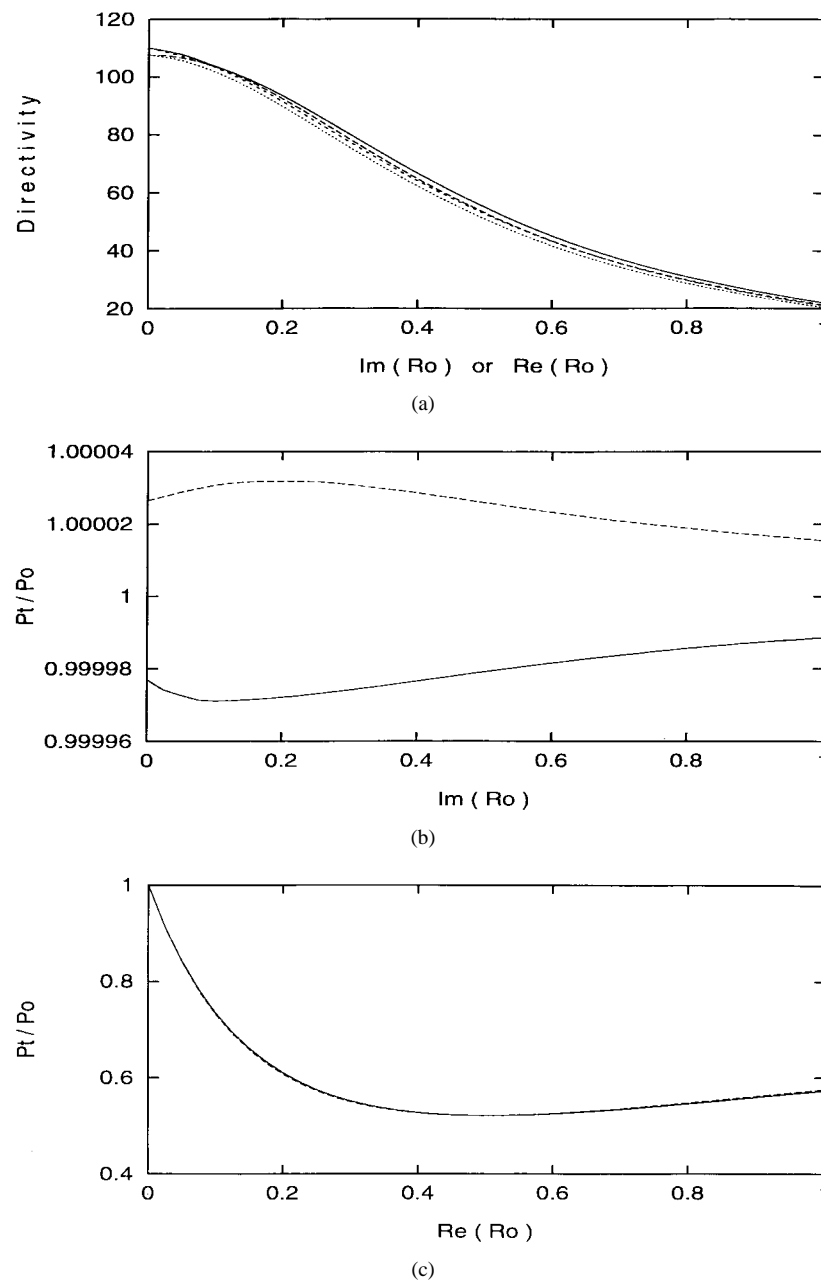 120
100
80
60
40
20
Directivity
0 0.2 0.4 0.6 0.8 1
Im ( Ro ) or Re ( Ro )
(a)
1.00004
1.00002
1
0.99998
0.99996
Pt / Po
0 0.2 0.4 0.6 0.8 1
Im ( Ro )
(b)
1
0.8
0.6
0.4
Pt / Po
0 0.2 0.4 0.6 0.8 1
Re ( Ro )
(c)